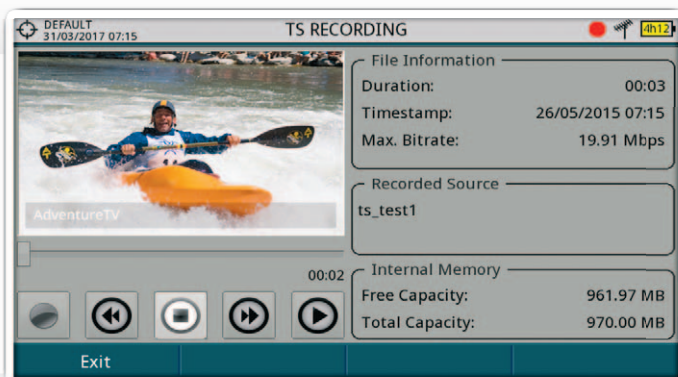 DEFAULT
31/03/2017 07:15
TS RECORDING
4h12
AdventureTV
00:02
File Information
Duration: 00:03
Timestamp: 26/05/2015 07:15
Max. Bitrate: 19.91 Mbps
Recorded Source
ts_test1
Internal Memory
Free Capacity: 961.97 MB
Total Capacity: 970.00 MB
Exit